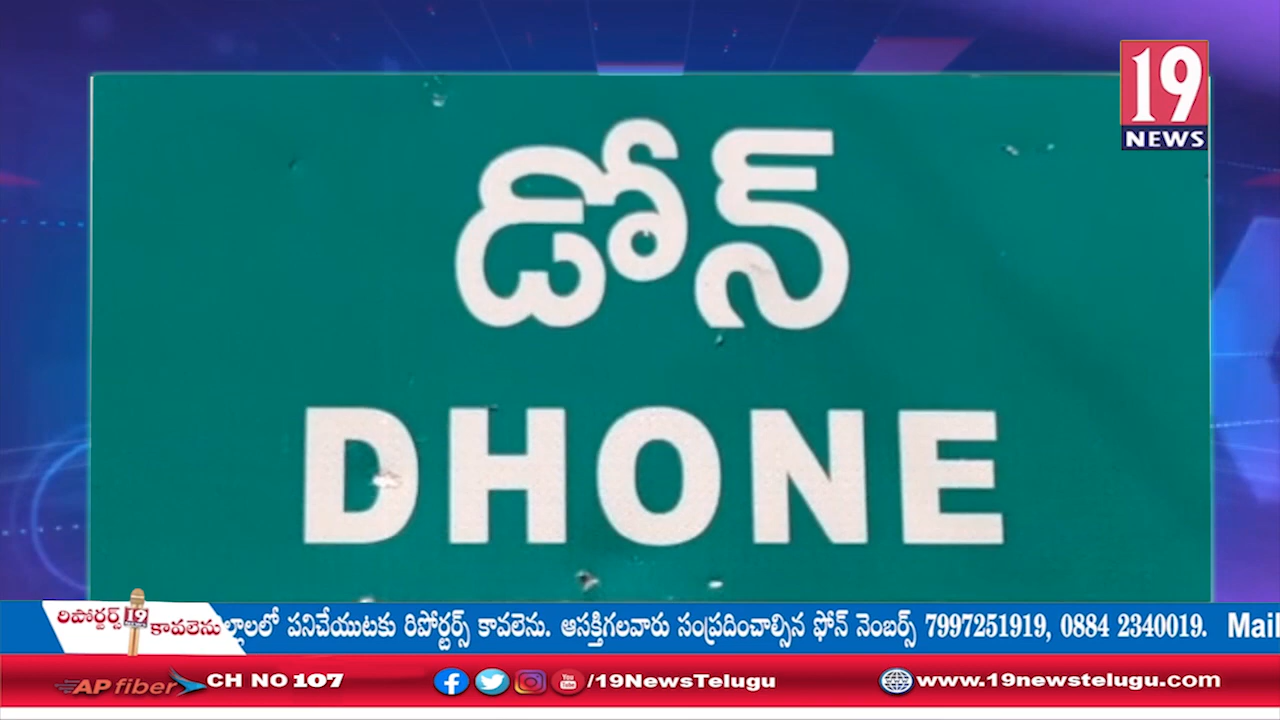 19
NEWS
డోన్
DHONE
రిపోర్టర్స్ 19
కావలెను
ల్లాలలో పనిచేయుటకు రిపోర్టర్స్ కావలెను. ఆసక్తిగలవారు సంప్రదించాల్సిన ఫోన్ నెంబర్స్ 7997251919, 0884 2340019. Mail
AP fiber CH NO 107 /19NewsTelugu www.19newstelugu.com